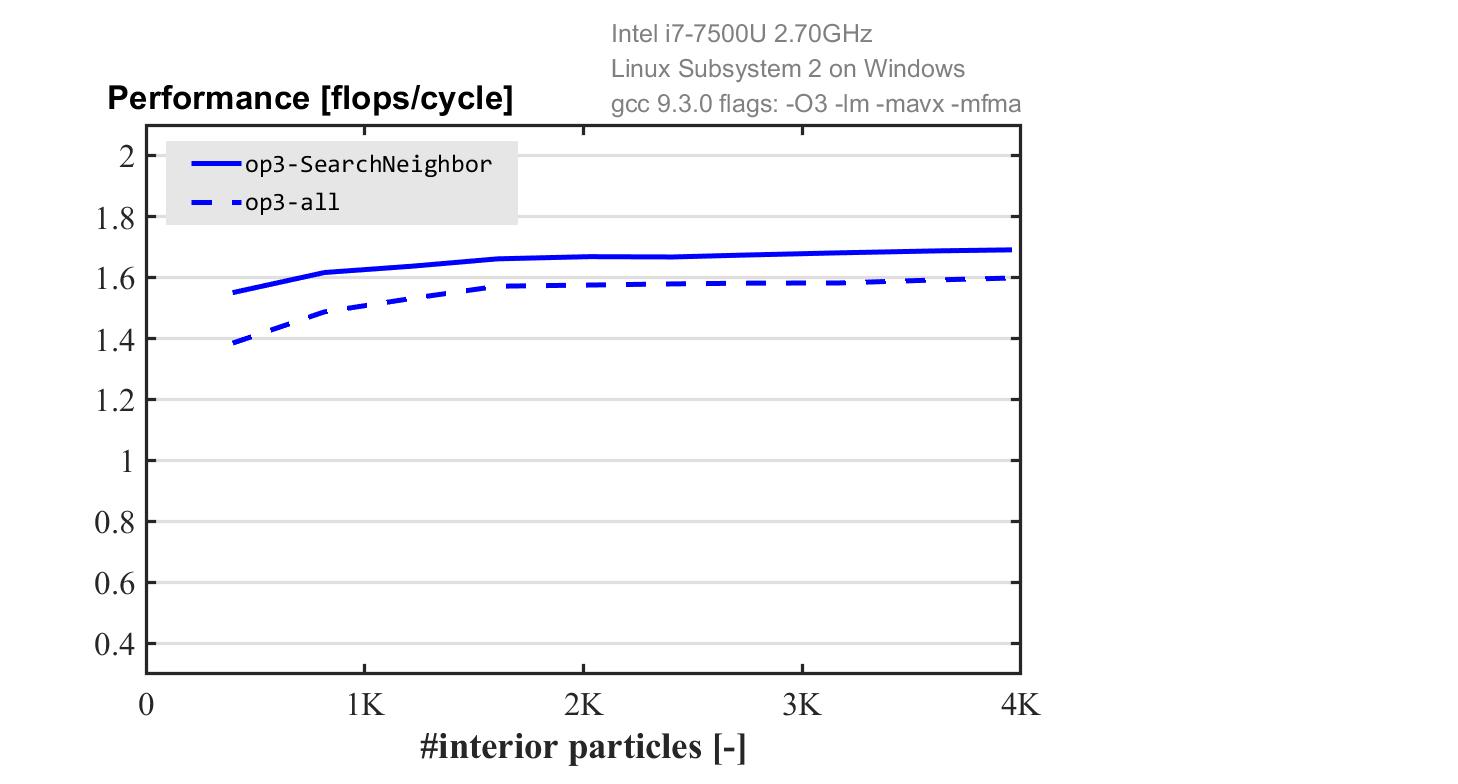 Intel i7-7500U 2.70GHz
Linux Subsystem 2 on Windows
gcc 9.3.0 flags: -O3 -lm -mavx -mfma
Performance [flops/cycle]
op3-SearchNeighbor
op3-all
2
1.8
1.6
1.4
1.2
1
0.8
0.6
0.4
0 1K 2K 3K 4K
#interior particles [-]